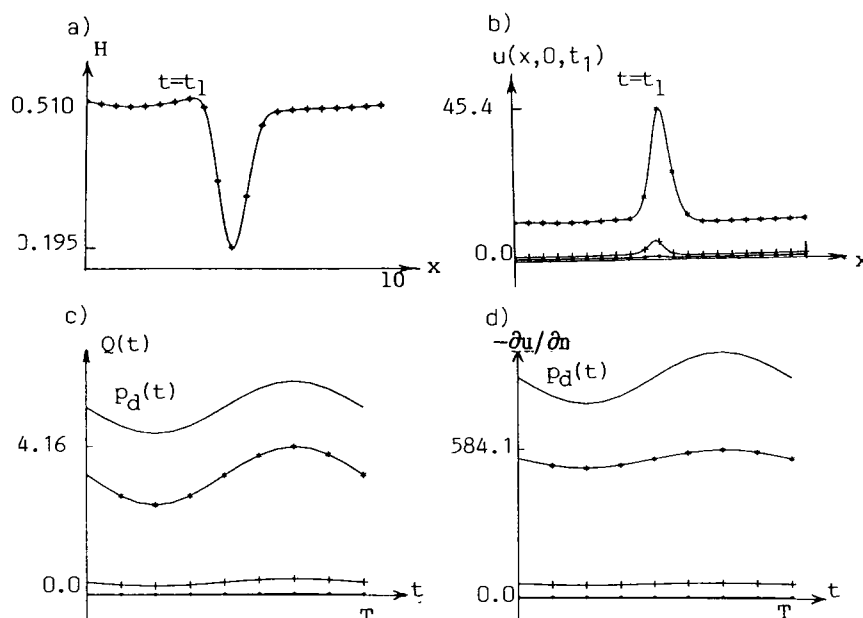 a)
H
t=t1
0.510
0.195
10
x
b)
u(x,0,t1)
t=t1
45.4
0.0
x
c)
Q(t)
pd(t)
4.16
0.0
t
T
d)
−∂u/∂n
pd(t)
584.1
0.0
t
T